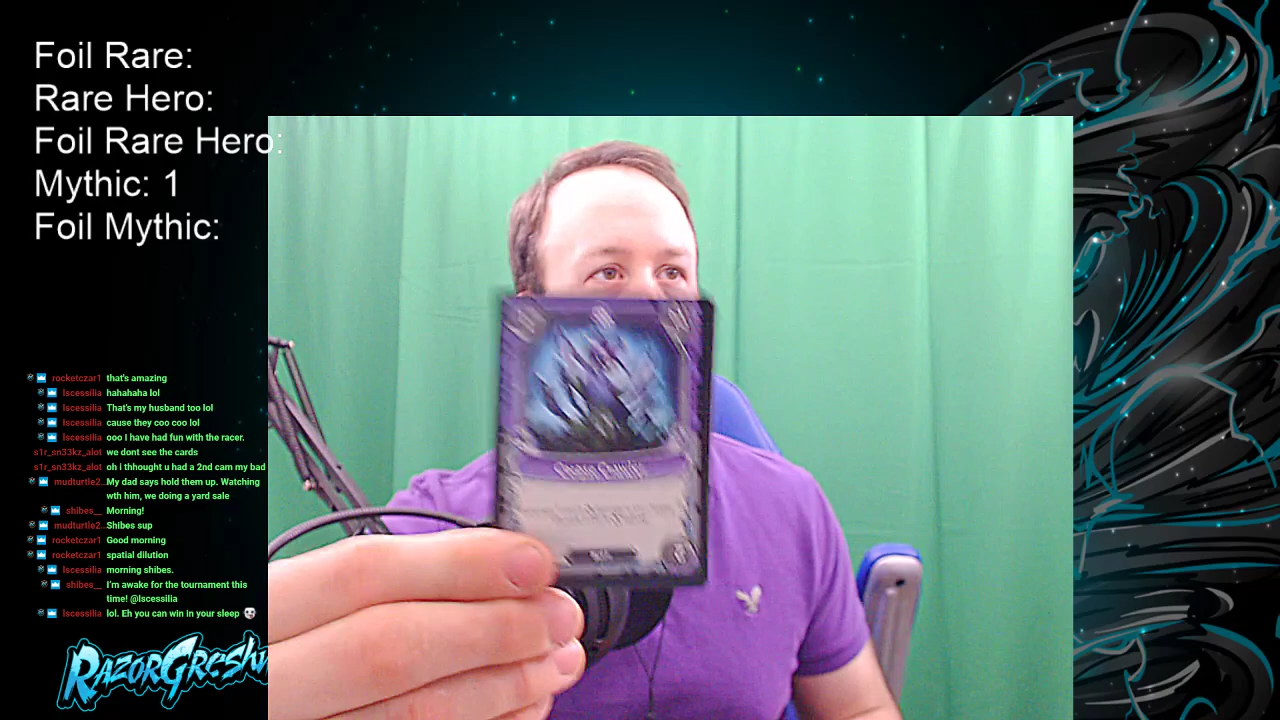 Foil Rare:
Rare Hero:
Foil Rare Hero:
Mythic: 1
Foil Mythic:
rocketczar1 that's amazing
lscessilia hahahaha lol
lscessilia That's my husband too lol
lscessilia cause they coo coo lol
lscessilia ooo I have had fun with the racer.
s1r_sn33kz_alot we dont see the cards
s1r_sn33kz_alot oh i thhought u had a 2nd cam my bad
mudturtle2.. My dad says hold them up. Watching
wth him, we doing a yard sale
shibes__ Morning!
mudturtle2.. Shibes sup
rocketczar1 Good morning
rocketczar1 spatial dilution
lscessilia morning shibes.
shibes__ I'm awake for the tournament this
time! @lscessilia
lscessilia lol. Eh you can win in your sleep